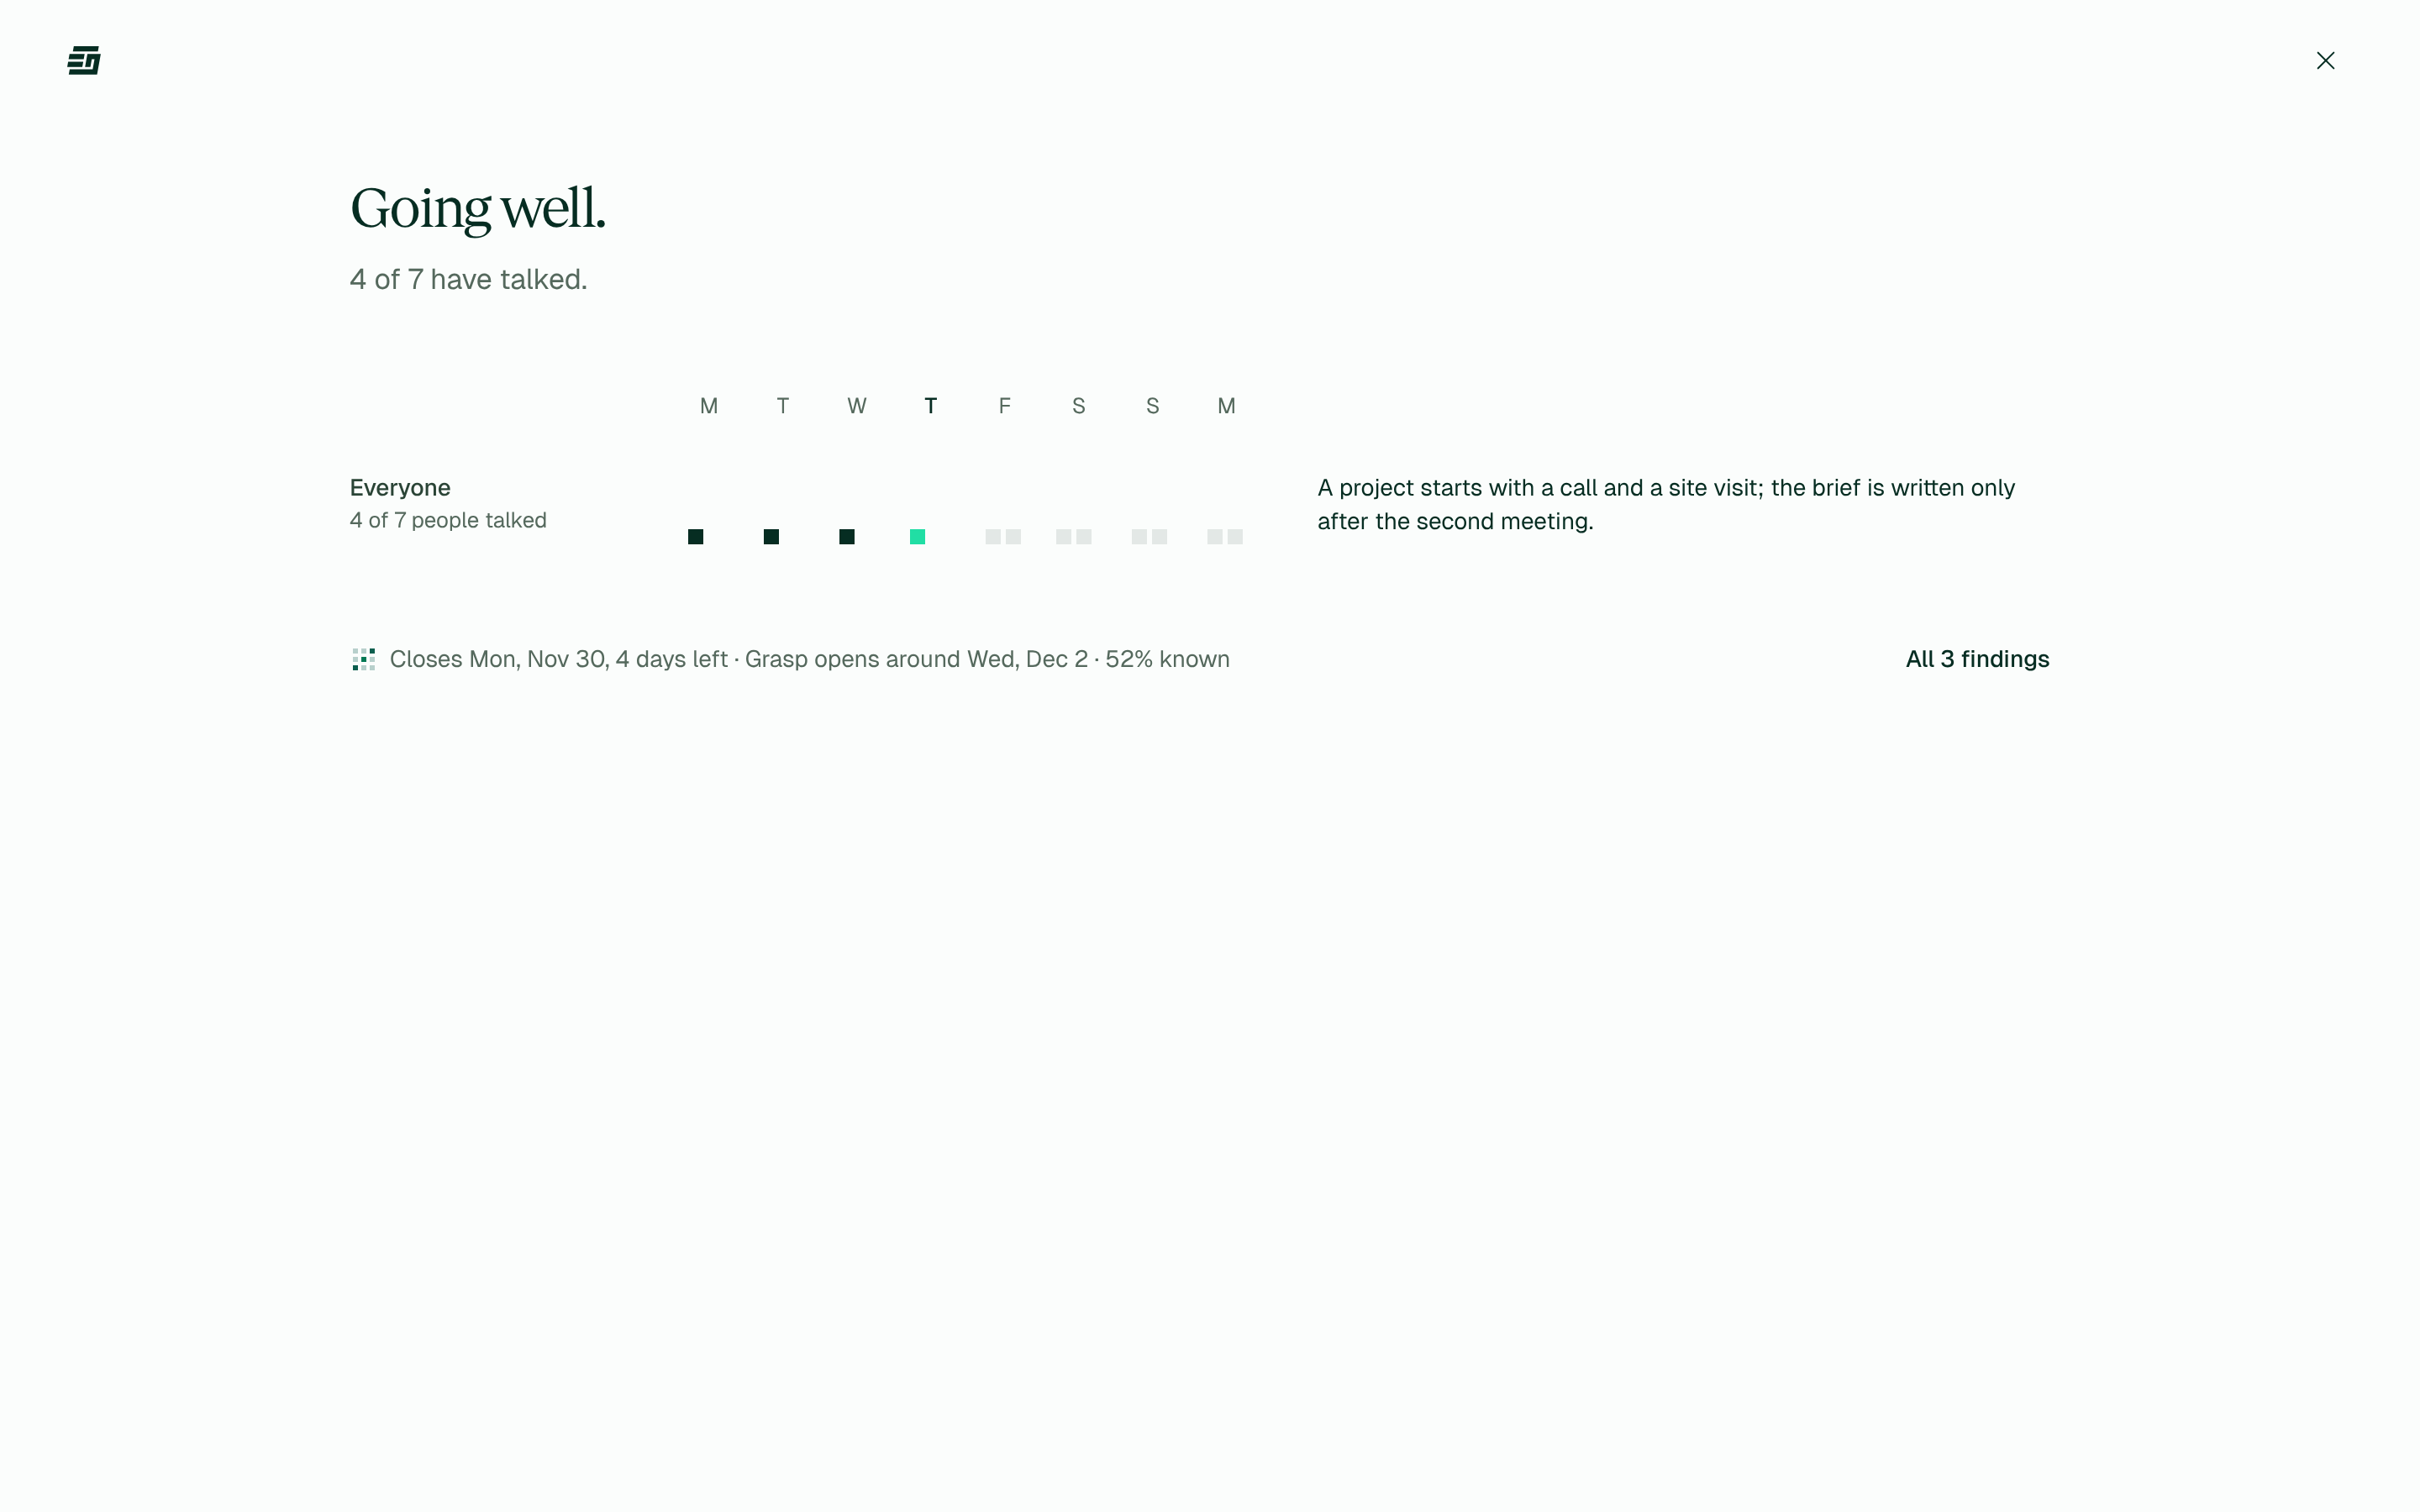 Going well.
4 of 7 have talked.
M T W T F S S M
Everyone
4 of 7 people talked
A project starts with a call and a site visit; the brief is written only
after the second meeting.
Closes Mon, Nov 30, 4 days left · Grasp opens around Wed, Dec 2 · 52% known
All 3 findings